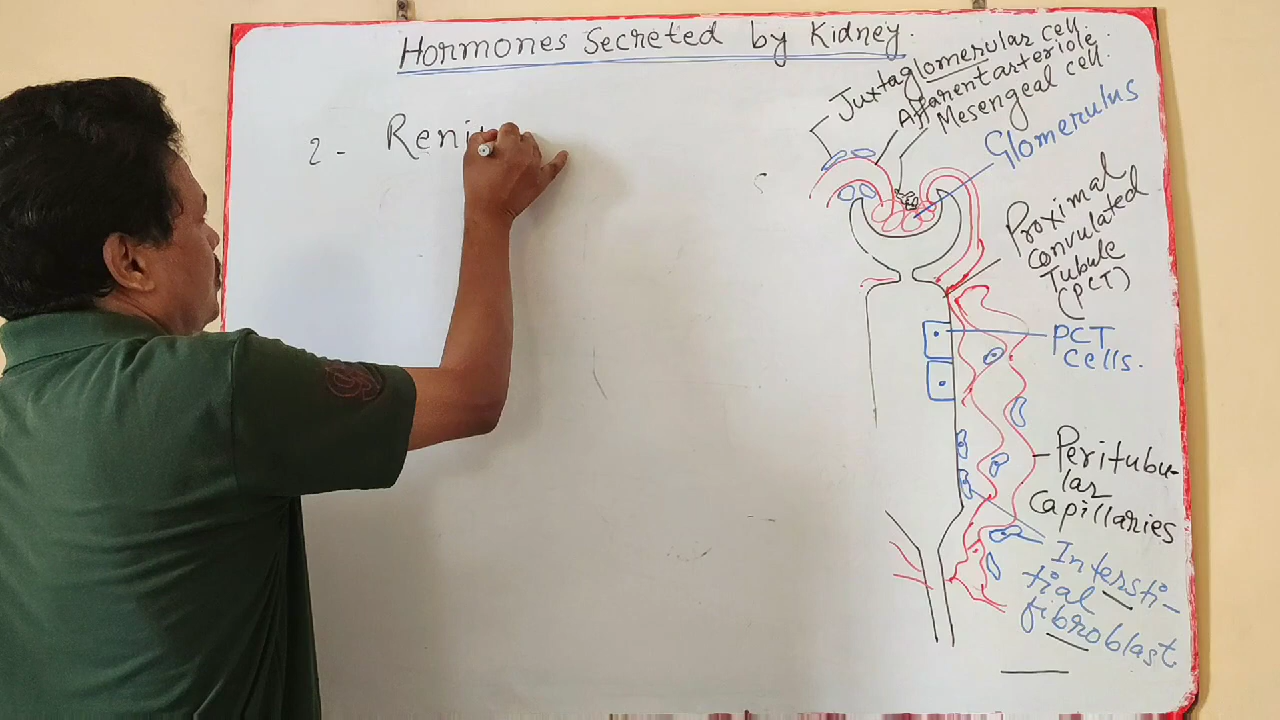 Hormones Secreted by Kidney.
2 - Reni
Juxtaglomerular cell.
Afferent arteriole.
Mesengeal cell.
Glomerulus
Proximal
Convulated
Tubule
(PCT)
PCT
Cells.
Peritubu-
lar
Capillaries
Intersti-
tial
fibroblast